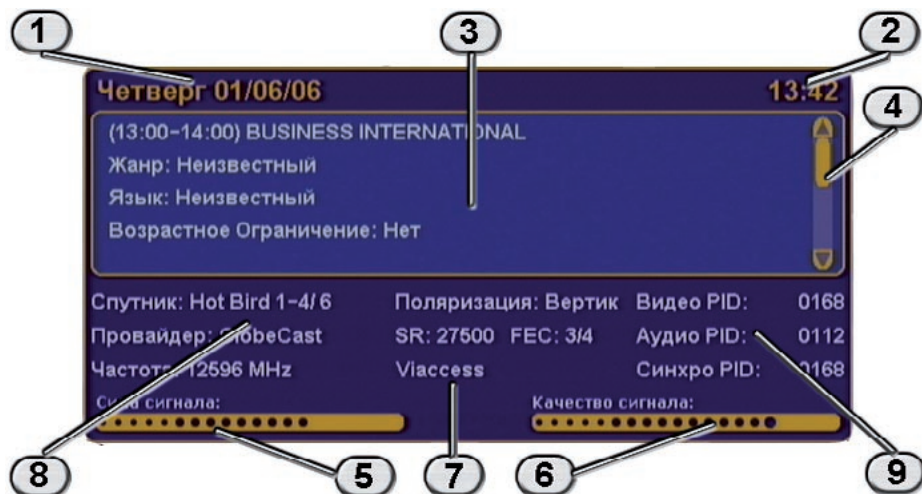 1
3
2
Четверг 01/06/06
13:42
4
(13:00-14:00) BUSINESS INTERNATIONAL
Жанр: Неизвестный
Язык: Неизвестный
Возрастное Ограничение: Нет
Спутник: Hot Bird 1-4/ 6
Поляризация: Вертик
Видео PID: 0168
Провайдер: GlobeCast
SR: 27500 FEC: 3/4
Аудио PID: 0112
Частота: 12596 MHz
Viaccess
Синхро PID: 0168
Сила сигнала:
Качество сигнала:
8
5
7
6
9